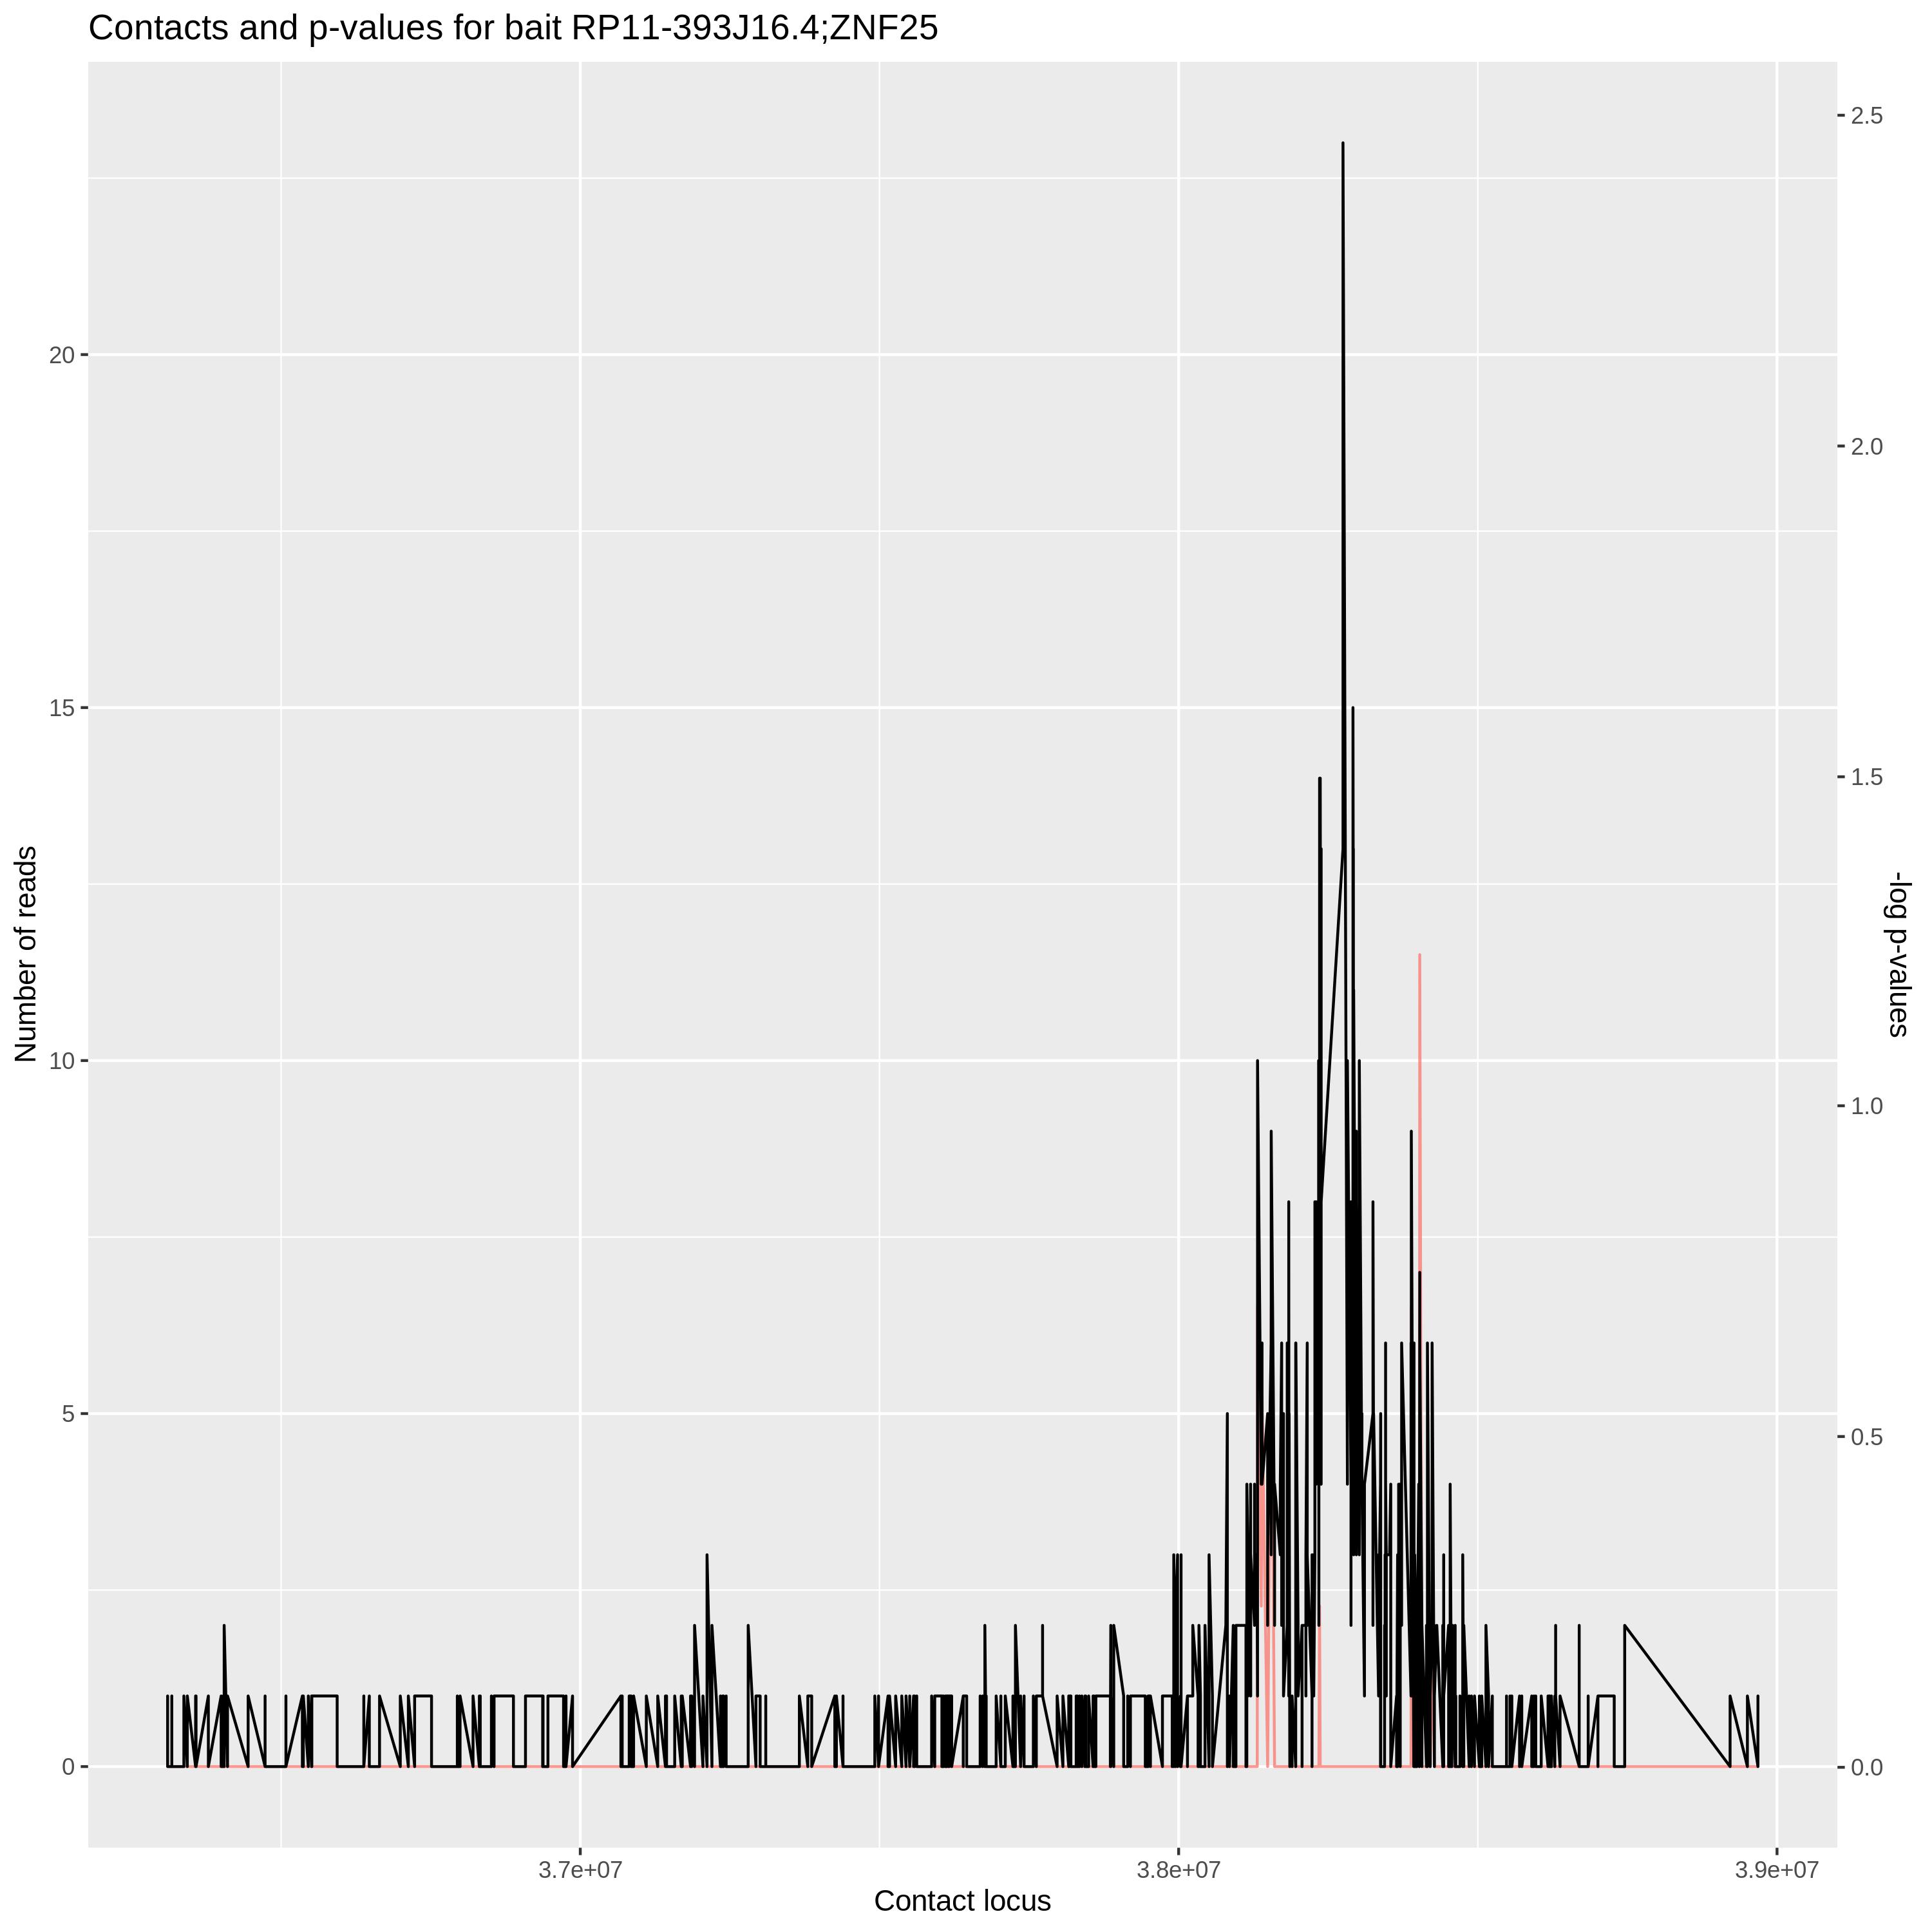 Contacts and p-values for bait RP11-393J16.4;ZNF25
2.5
2.0
1.5
1.0
0.5
0.0
20
15
10
5
0
Number of reads
-log p-values
3.7e+07
3.8e+07
3.9e+07
Contact locus